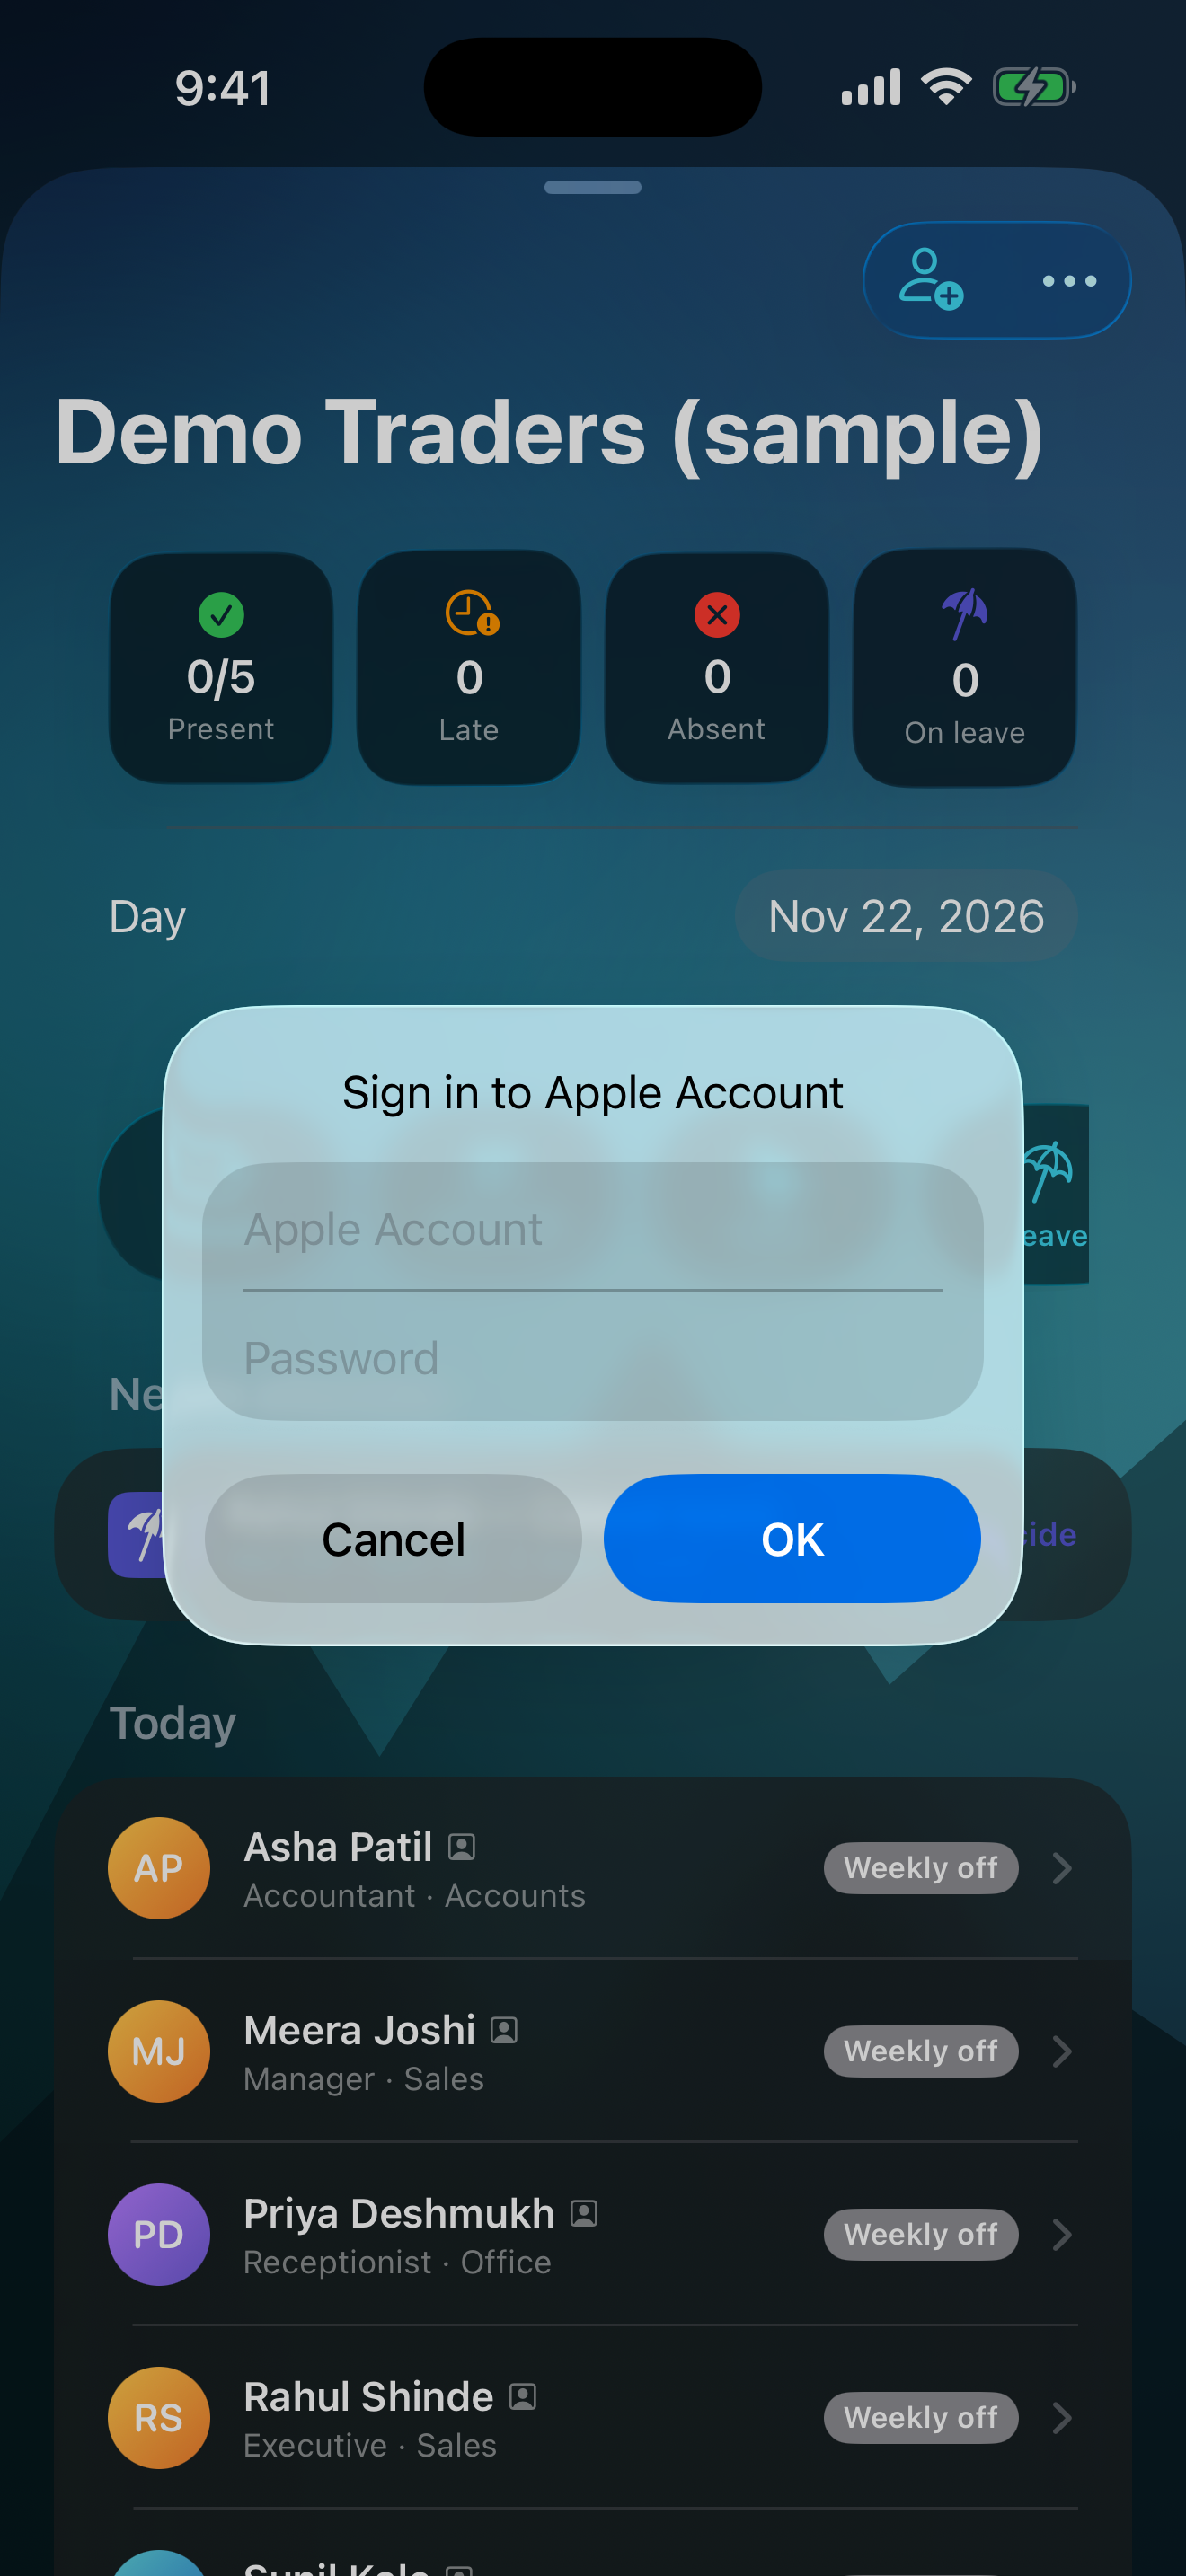 9:41
Demo Traders (sample)
0/5
Present
0
Late
0
Absent
0
On leave
Day
Nov 22, 2026
Sign in to Apple Account
Apple Account
Password
Cancel
OK
Today
AP
Asha Patil
Accountant · Accounts
Weekly off
MJ
Meera Joshi
Manager · Sales
Weekly off
PD
Priya Deshmukh
Receptionist · Office
Weekly off
RS
Rahul Shinde
Executive · Sales
Weekly off